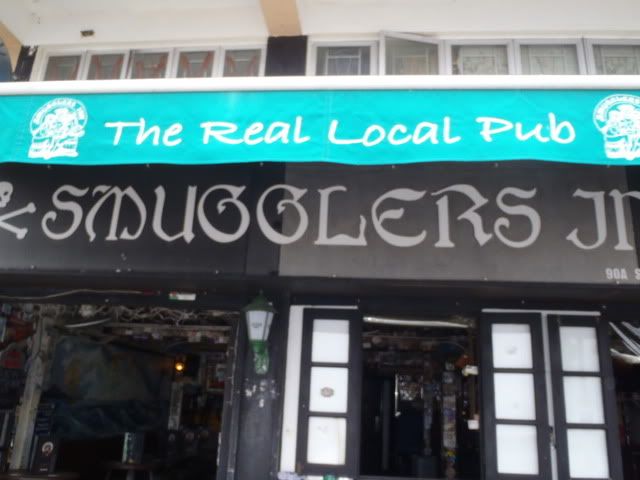 The Real Local Pub
SMUGGLERS IN
90A S